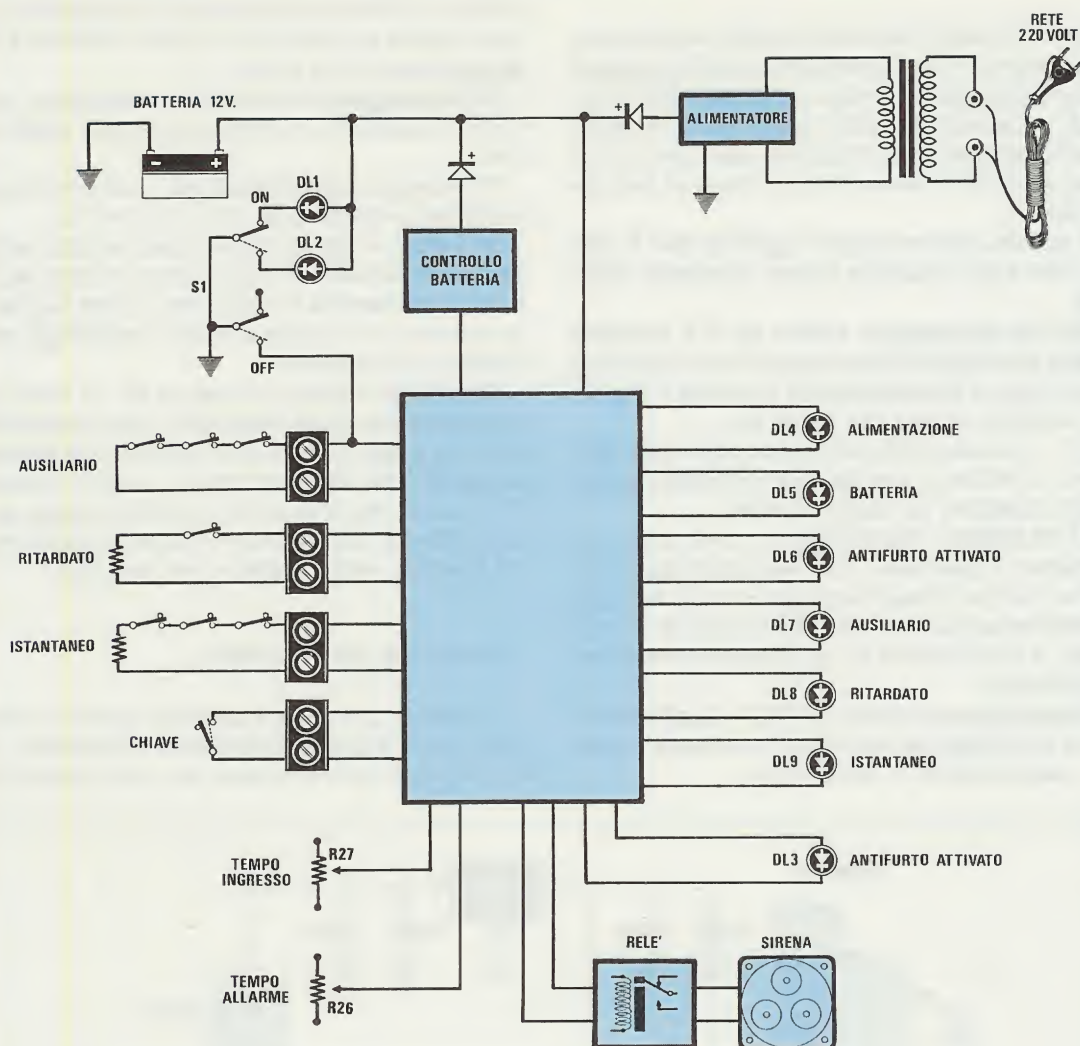 RETE
220 VOLT
BATTERIA 12V.
ALIMENTATORE
- +
+
+
ON
DL1
DL2
S1
OFF
CONTROLLO
BATTERIA
AUSILIARIO
RITARDATO
ISTANTANEO
CHIAVE
DL4 ALIMENTAZIONE
DL5 BATTERIA
DL6 ANTIFURTO ATTIVATO
DL7 AUSILIARIO
DL8 RITARDATO
DL9 ISTANTANEO
DL3 ANTIFURTO ATTIVATO
TEMPO
INGRESSO
R27
TEMPO
ALLARME
R26
RELE'
SIRENA